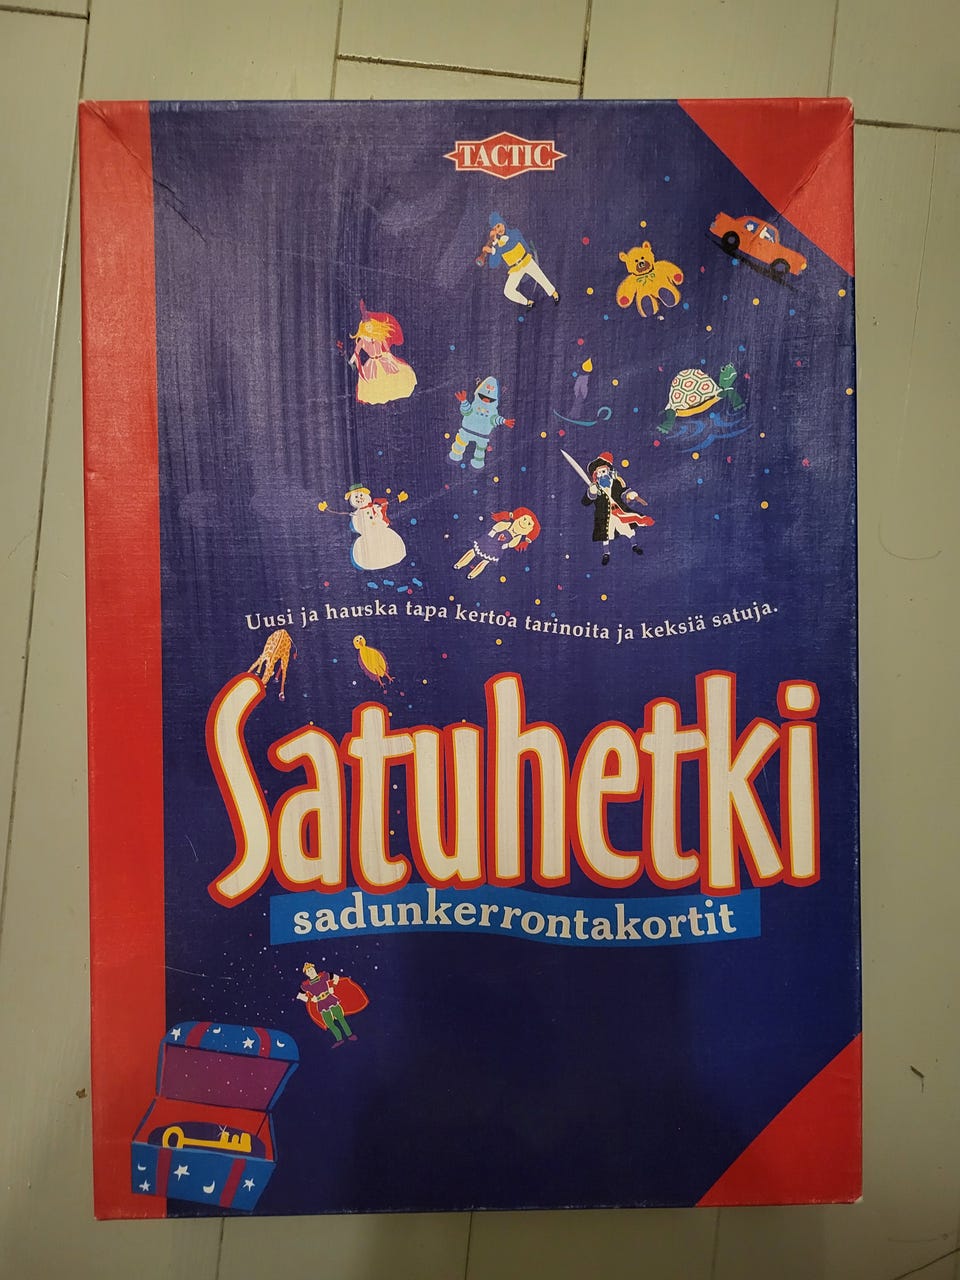 TACTIC
Uusi ja hauska tapa kertoa tarinoita ja keksiä satuja.
Satuhetki
sadunkerrontakortit